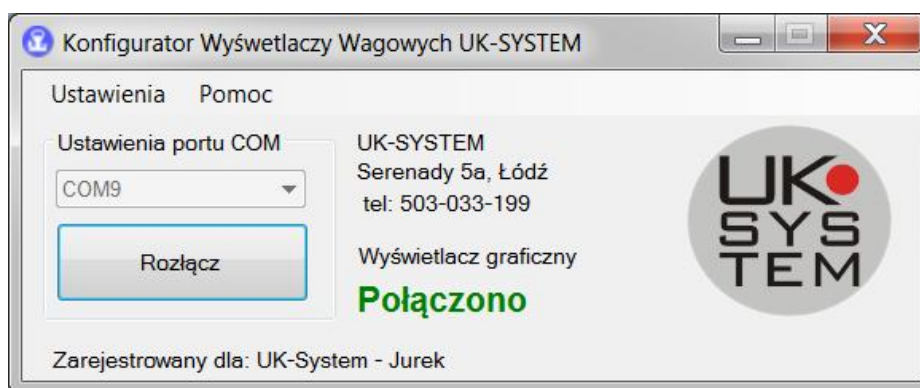 Konfigurator Wyśwetlaczy Wagowych UK-SYSTEM
Ustawienia Pomoc
Ustawienia portu COM
COM9
Rozłącz
UK-SYSTEM
Serenady 5a, Łódź
tel: 503-033-199
Wyświetlacz graficzny
Połączono
UK
SYS
TEM
Zarejestrowany dla: UK-System - Jurek